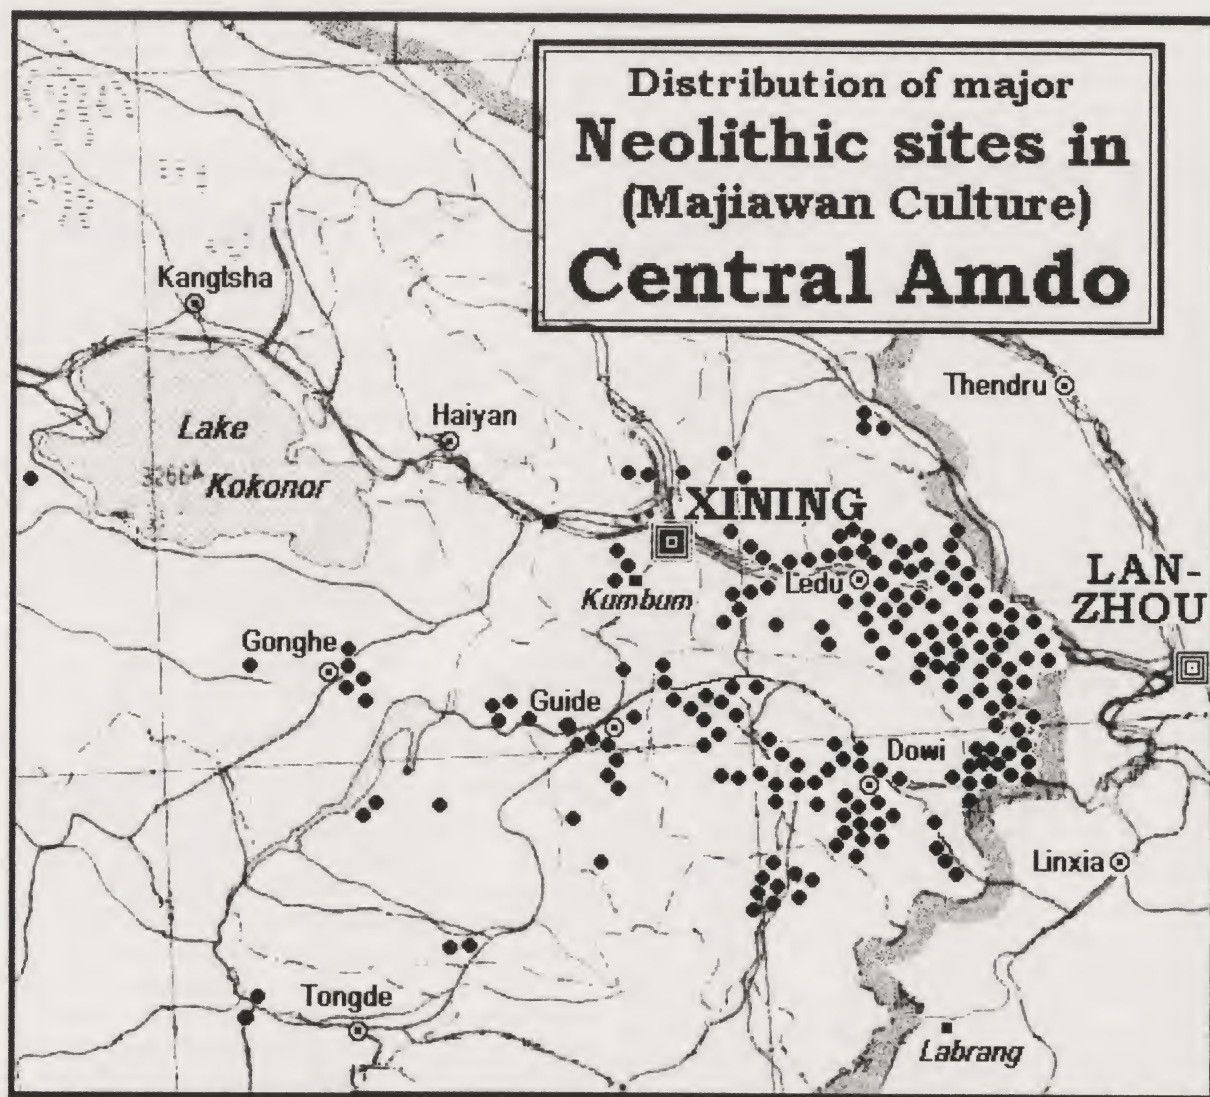 Distribution of major
Neolithic sites in
(Majiawan Culture)
Central Amdo
Kangtsha
Thendru
Haiyan
Lake
Kokonor
XINING
LAN-
ZHOU
Ledu
Kumbum
Gonghe
Guide
Dowi
Linxia
Tongde
Labrang